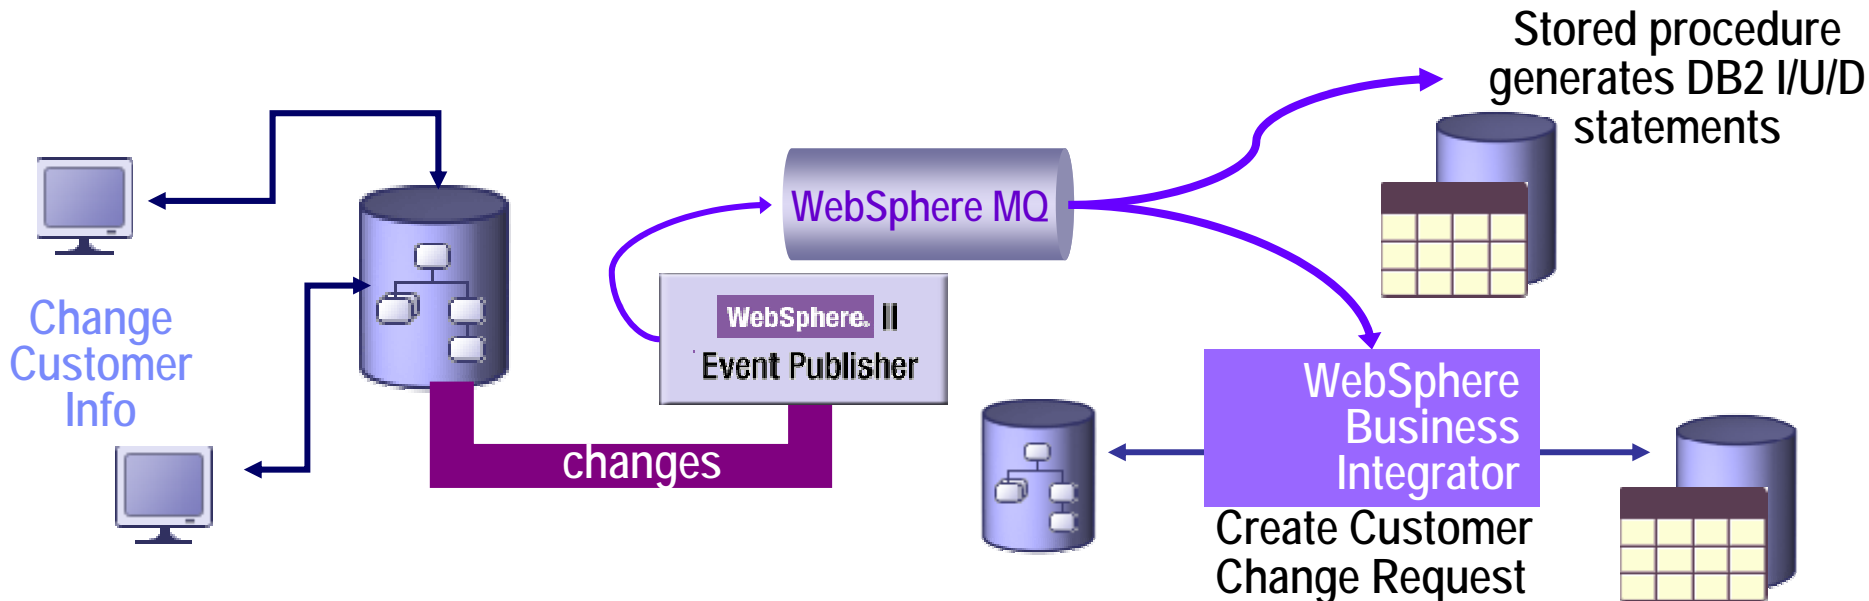 Stored procedure
generates DB2 I/U/D
statements
WebSphere MQ
Change
Customer
Info
WebSphere. II
Event Publisher
changes
WebSphere
Business
Integrator
Create Customer
Change Request